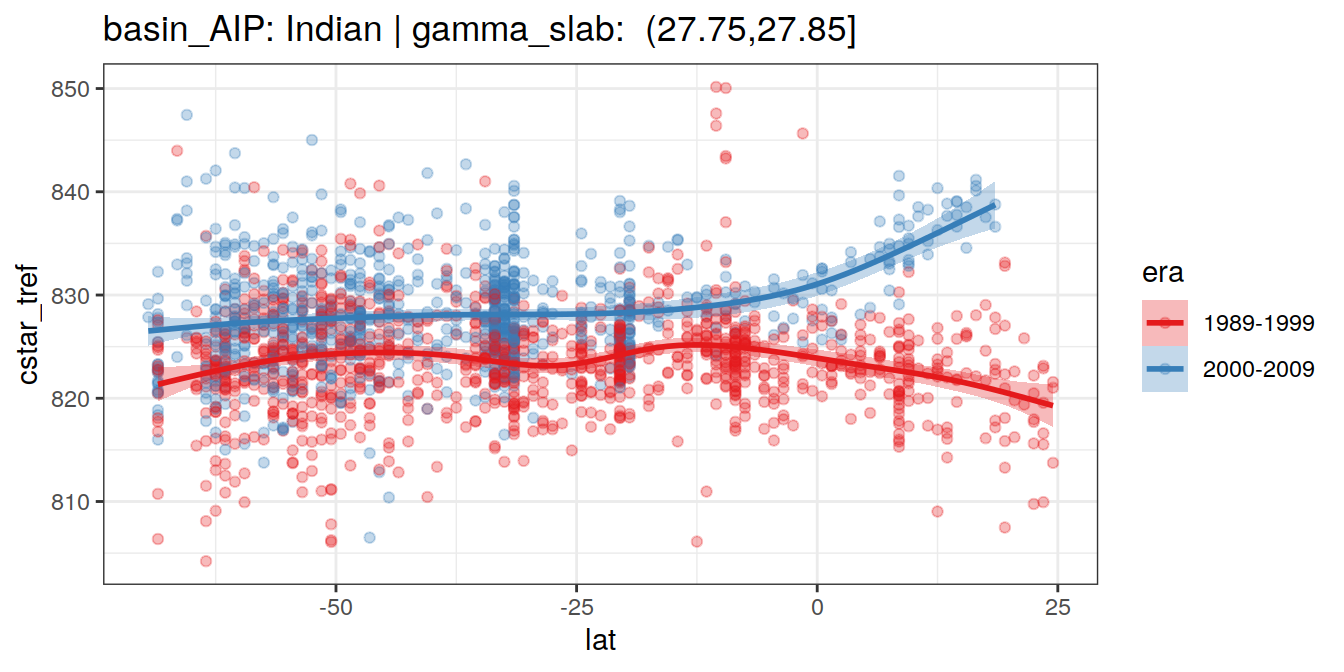 basin_AIP: Indian | gamma_slab:  (27.75,27.85]
850
840
830
820
810
cstar_tref
-50
-25
0
25
lat
era
1989-1999
2000-2009